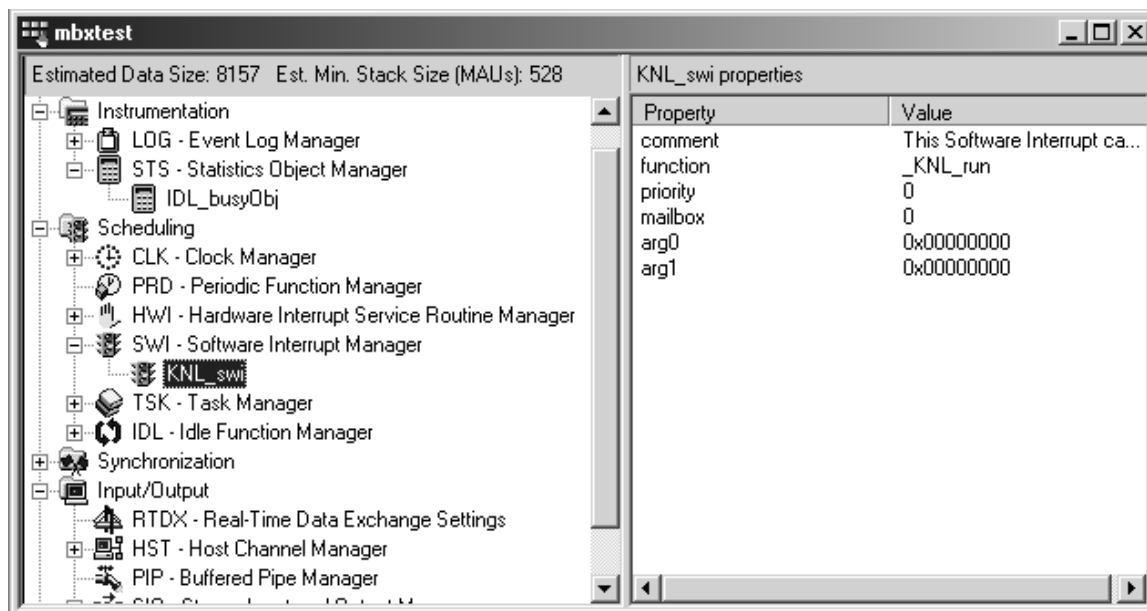 mbxtest
Estimated Data Size: 8157 Est. Min. Stack Size (MAUs): 528
Instrumentation
LOG - Event Log Manager
STS - Statistics Object Manager
IDL_busyObj
Scheduling
CLK - Clock Manager
PRD - Periodic Function Manager
HWI - Hardware Interrupt Service Routine Manager
SWI - Software Interrupt Manager
KNL_swi
TSK - Task Manager
IDL - Idle Function Manager
Synchronization
Input/Output
RTDX - Real-Time Data Exchange Settings
HST - Host Channel Manager
PIP - Buffered Pipe Manager
KNL_swi properties
Property Value
comment This Software Interrupt ca...
function _KNL_run
priority 0
mailbox 0
arg0 0x00000000
arg1 0x00000000